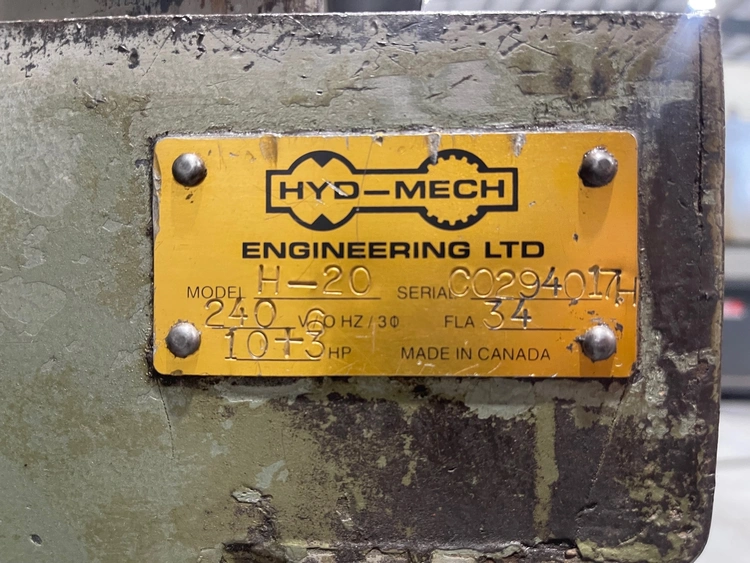 HYD-MECH
ENGINEERING LTD
MODEL H-20 SERIAL C0294017H
240 V/60 HZ/3Φ FLA 34
10+3 HP MADE IN CANADA